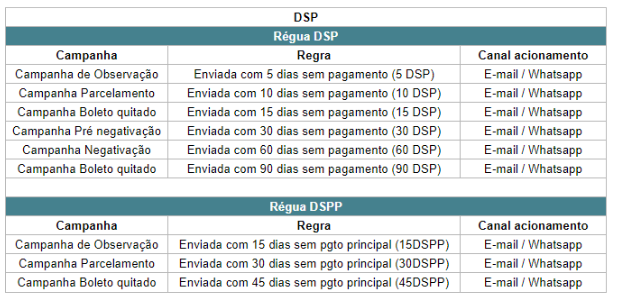 DSP
Régua DSP
Campanha Regra Canal acionamento
Campanha de Observação Enviada com 5 dias sem pagamento (5 DSP) E-mail / Whatsapp
Campanha Parcelamento Enviada com 10 dias sem pagamento (10 DSP) E-mail / Whatsapp
Campanha Boleto quitado Enviada com 15 dias sem pagamento (15 DSP) E-mail / Whatsapp
Campanha Pré negativação Enviada com 30 dias sem pagamento (30 DSP) E-mail / Whatsapp
Campanha Negativação Enviada com 60 dias sem pagamento (60 DSP) E-mail / Whatsapp
Campanha Boleto quitado Enviada com 90 dias sem pagamento (90 DSP) E-mail / Whatsapp
Régua DSPP
Campanha Regra Canal acionamento
Campanha de Observação Enviada com 15 dias sem pgto principal (15DSPP) E-mail / Whatsapp
Campanha Parcelamento Enviada com 30 dias sem pgto principal (30DSPP) E-mail / Whatsapp
Campanha Boleto quitado Enviada com 45 dias sem pgto principal (45DSPP) E-mail / Whatsapp